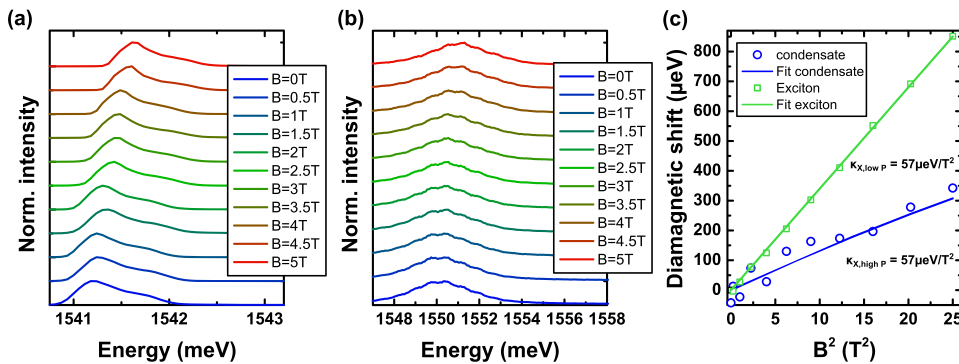 (a)
Norm. intensity
B=0T
B=0.5T
B=1T
B=1.5T
B=2T
B=2.5T
B=3T
B=3.5T
B=4T
B=4.5T
B=5T
1541 1542 1543
Energy (meV)
(b)
Norm. intensity
B=0T
B=0.5T
B=1T
B=1.5T
B=2T
B=2.5T
B=3T
B=3.5T
B=4T
B=4.5T
B=5T
1548 1550 1552 1554 1556 1558
Energy (meV)
(c)
Diamagnetic shift (µeV)
800
700
600
500
400
300
200
100
0
condensate
Fit condensate
Exciton
Fit exciton
κX,low P = 57µeV/T²
κX,high P = 57µeV/T²
0 5 10 15 20 25
B² (T²)